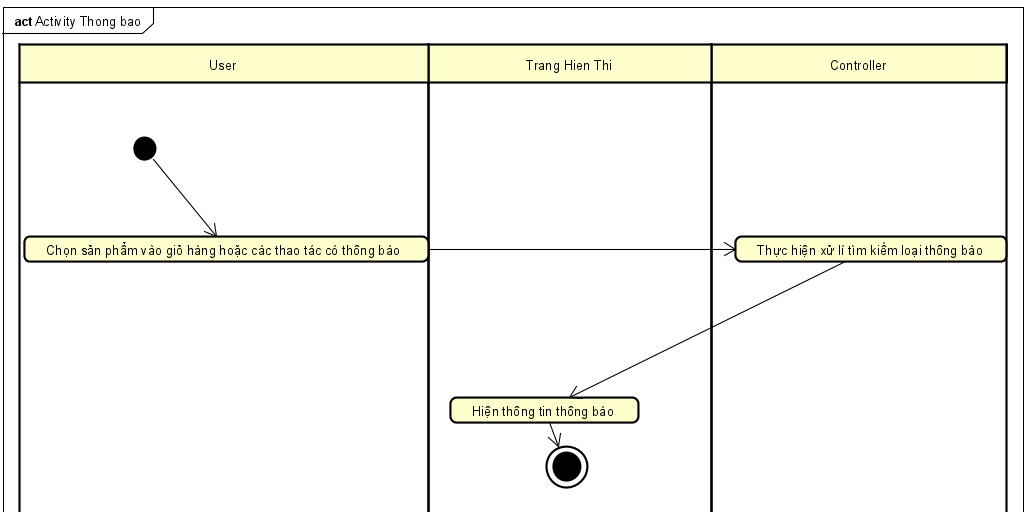 act Activity Thong bao
User
Trang Hien Thi
Controller
Chọn sản phẩm vào giỏ hàng hoặc các thao tác có thông báo
Thực hiện xử lí tìm kiếm loại thông báo
Hiện thông tin thông báo